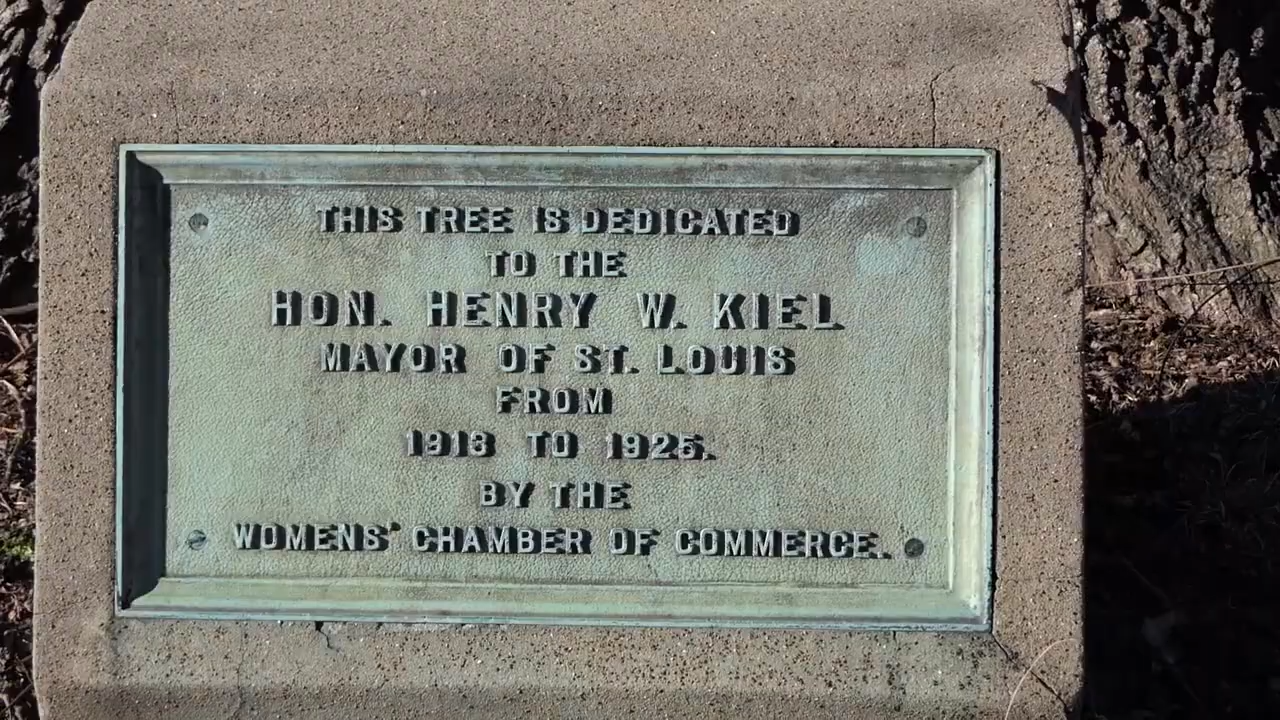 THIS TREE IS DEDICATED
TO THE
HON. HENRY W. KIEL
MAYOR OF ST. LOUIS
FROM
1913 TO 1925.
BY THE
WOMENS' CHAMBER OF COMMERCE.